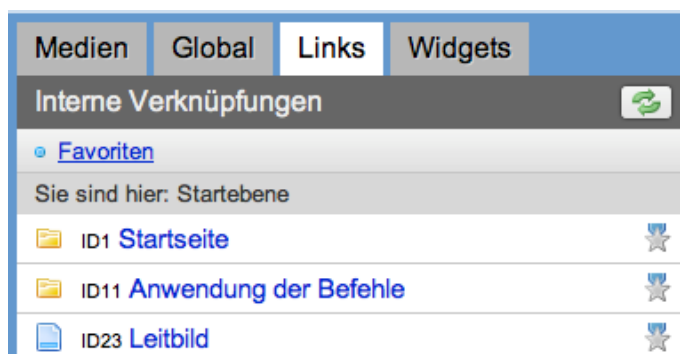 Medien Global Links Widgets
Interne Verknüpfungen
Favoriten
Sie sind hier: Startebene
ID1 Startseite
ID11 Anwendung der Befehle
ID23 Leitbild